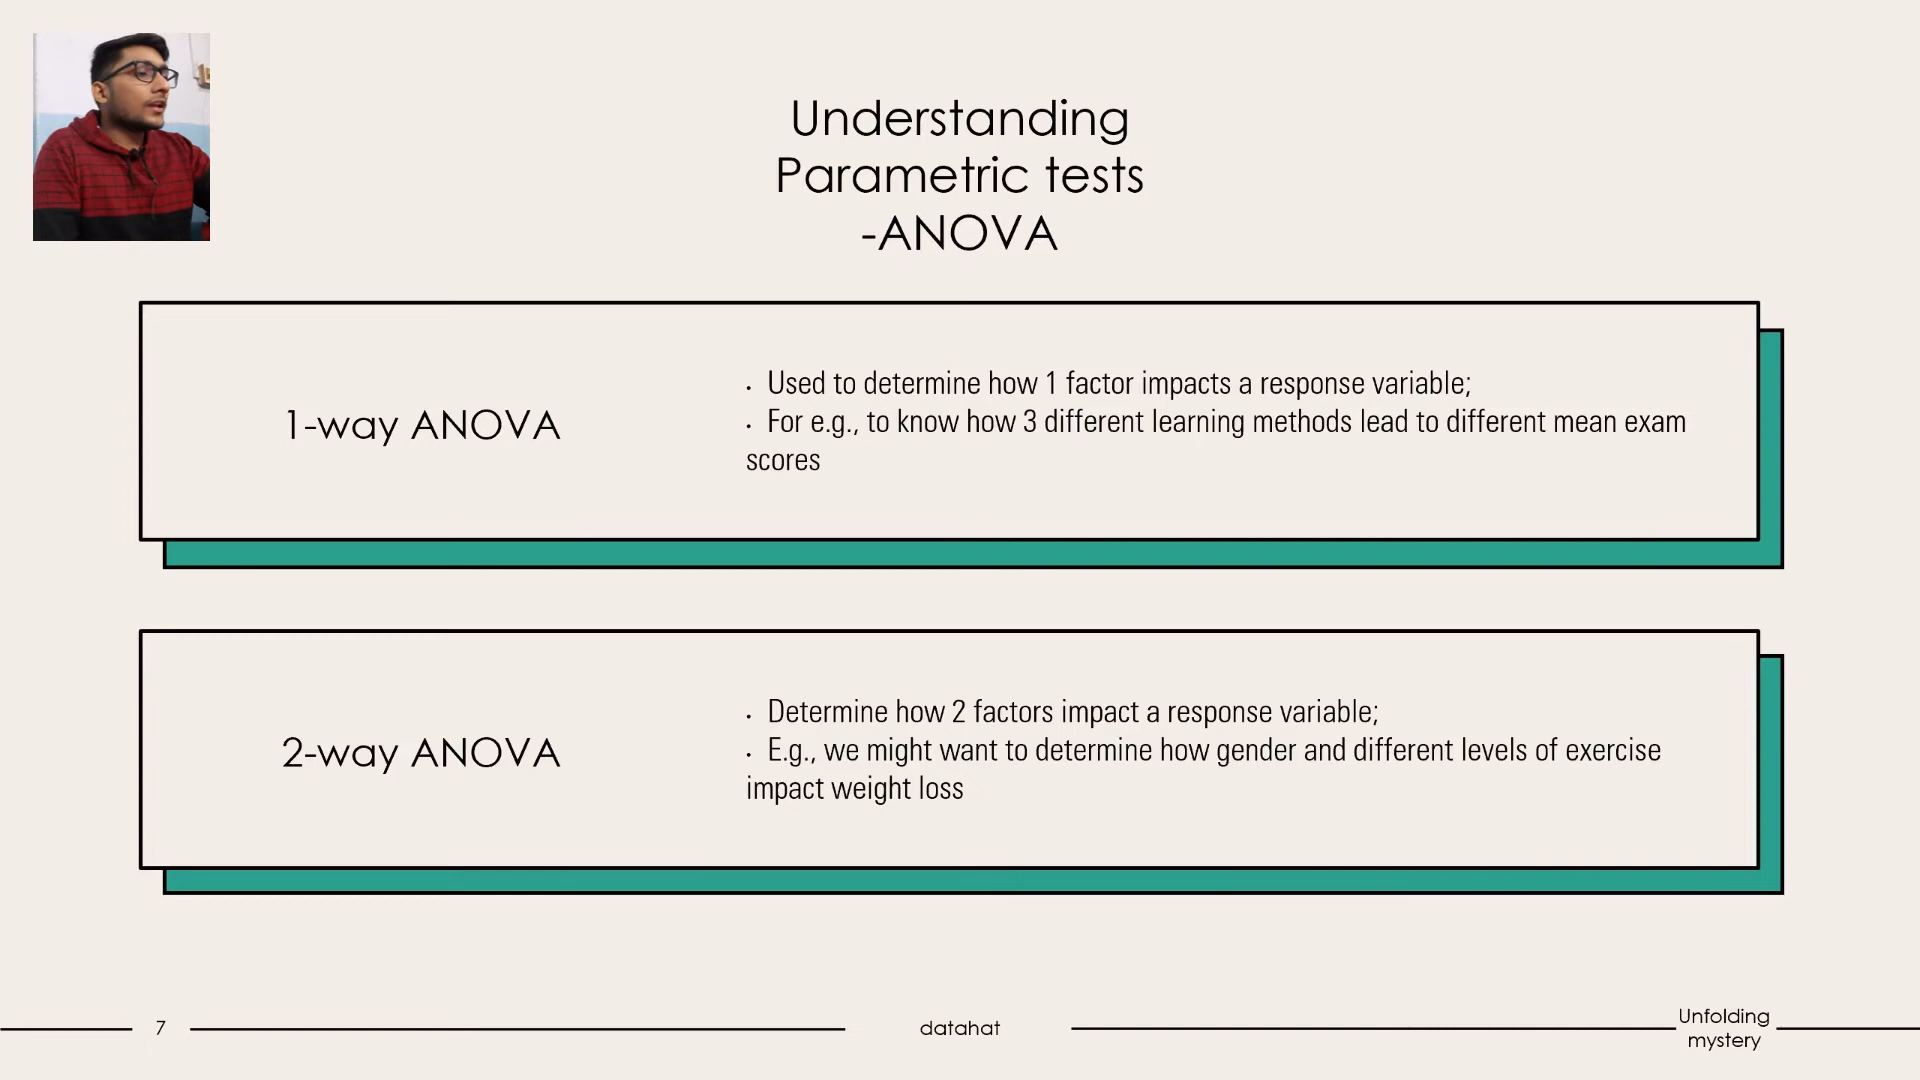 Understanding
Parametric tests
-ANOVA
1-way ANOVA
· Used to determine how 1 factor impacts a response variable;
· For e.g., to know how 3 different learning methods lead to different mean exam
scores
2-way ANOVA
· Determine how 2 factors impact a response variable;
· E.g., we might want to determine how gender and different levels of exercise
impact weight loss
7
datahat
Unfolding
mystery